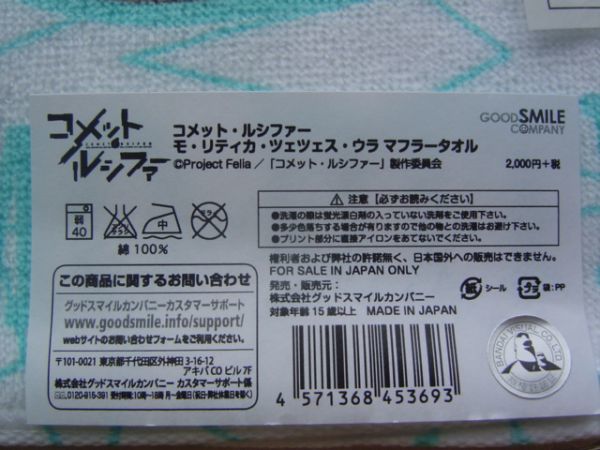 コメット・ルシファー
コメット・ルシファー
モ・リティカ・ツェツェス・ウラ マフラータオル
©Project Felia／「コメット・ルシファー」製作委員会
GOODSMILE
COMPANY
2,000円+税
弱
40
中
綿 100%
注意【必ずお読みください】
●洗濯の際は蛍光漂白剤の入っていない洗剤をご使用下さい。
●多少色落ちする場合が有りますので他の物との洗濯はお避け下さい。
●プリント部分に直接アイロンをあてないでください。
権利者および弊社の許諾無く、日本国外への販売はできません。
FOR SALE IN JAPAN ONLY
発売・販売元：
株式会社グッドスマイルカンパニー
対象年齢 15 歳以上 MADE IN JAPAN
紙 シール
プラ 袋：PP
この商品に関するお問い合わせ
グッドスマイルカンパニーカスタマーサポート
www.goodsmile.info/support/
webサイトのお問い合わせフォームをご利用ください。
〒101-0021 東京都千代田区外神田 3-16-12
アキバCO ビル 7F
株式会社グッドスマイルカンパニー カスタマーサポート係
4 571368 453693
BANDAI VISUAL CO.,LTD.